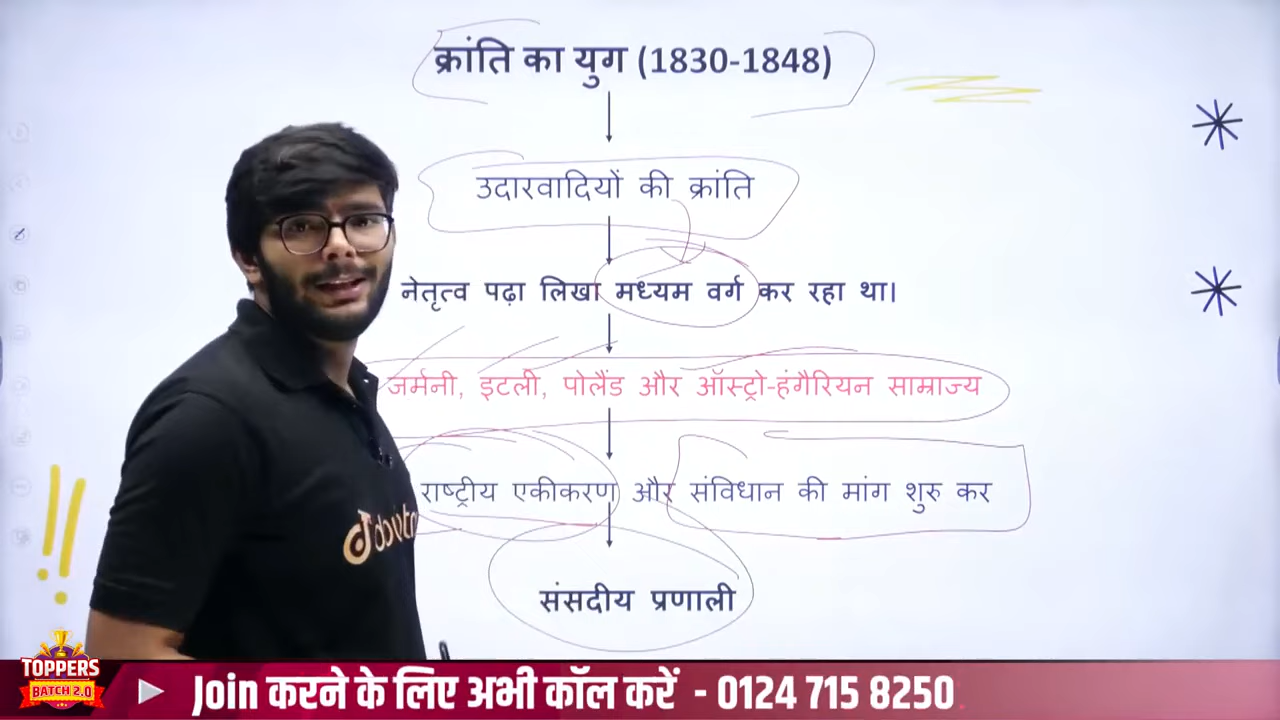 क्रांति का युग (1830-1848)
उदारवादियों की क्रांति
नेतृत्व पढ़ा लिखा मध्यम वर्ग कर रहा था।
जर्मनी, इटली, पोलैंड और ऑस्ट्रो-हंगैरियन साम्राज्य
राष्ट्रीय एकीकरण और संविधान की मांग शुरु कर
संसदीय प्रणाली
TOPPERS
BATCH 2.0
Join करने के लिए अभी कॉल करें - 0124 715 8250